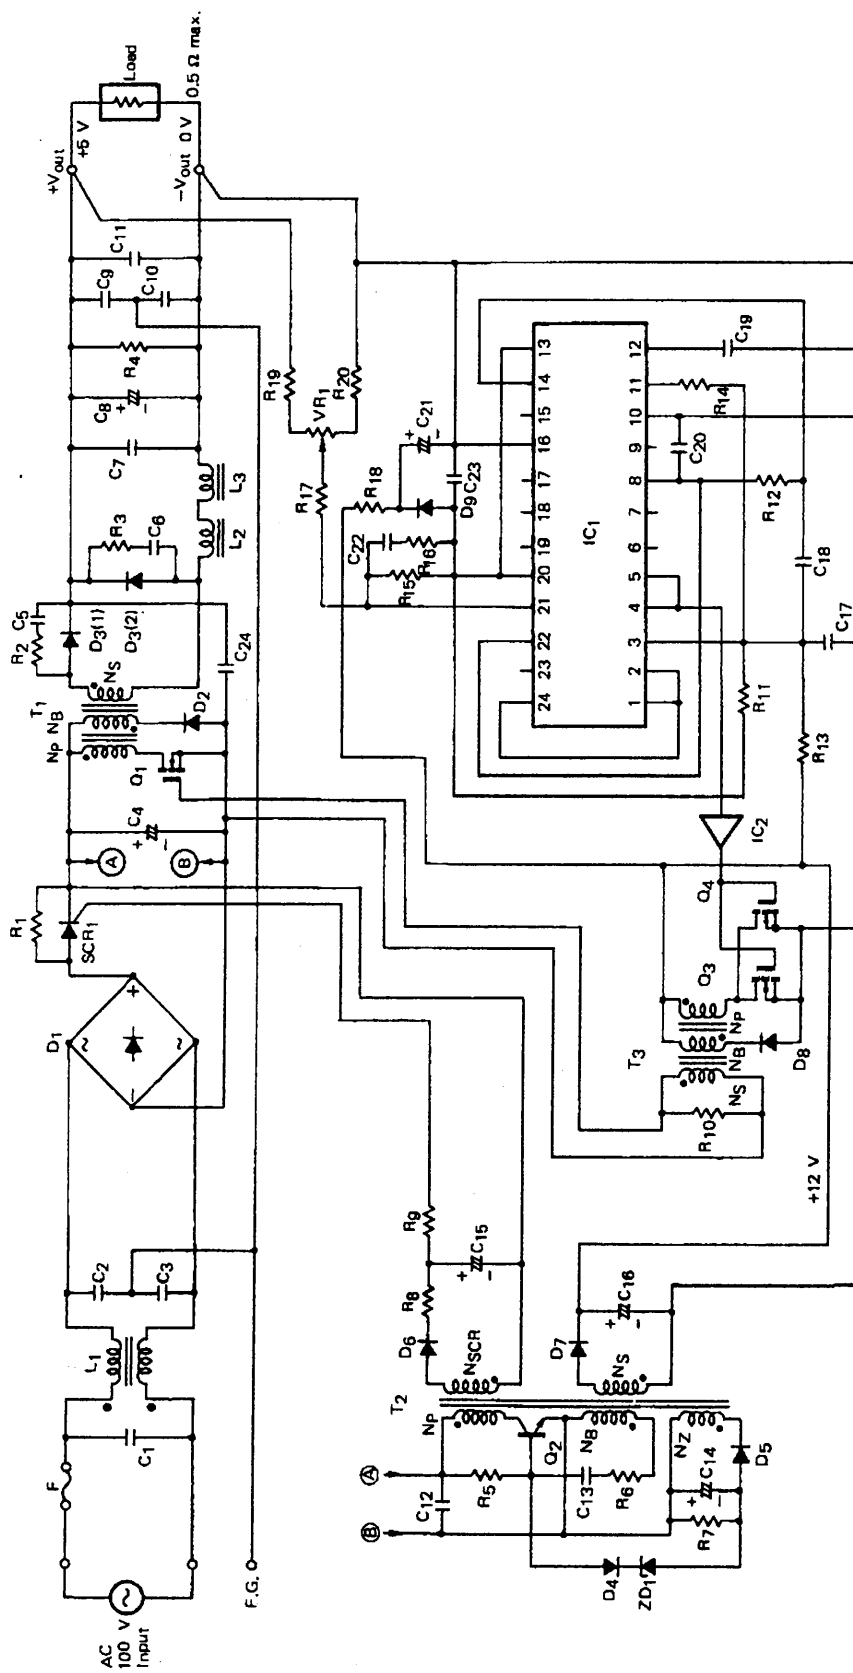 AC
100 V
Input
F
C1
L1
C2
C3
F.G.
D1
~
~
+
−
R1
SCR1
A
B
C4
+
−
Q1
T1
NP NB
NS
D2
R2
C5
D3(1)
D3(2)
C24
R3
C6
L2
L3
C7
C8
+
−
R4
C9
C10
C11
+Vout
+5 V
−Vout 0 V
Load
0.5 Ω max.
R19
VR1
R20
R17
R18
+
C21
−
D9
C23
C22
R16
R15
24 23 22 21 20 19 18 17 16 15 14 13
IC1
1 2 3 4 5 6 7 8 9 10 11 12
C19
R14
C20
R12
C18
C17
R11
R13
IC2
Q4
Q3
NP
NB
NS
T3
D8
R10
+12 V
R9
R8
D6
+
C15
−
NSCR
T2
NP
D7
+
C16
−
NS
Q2
NB
NZ
A
B
C12
R5
C13
R6
+
C14
−
D5
R7
D4
ZD1